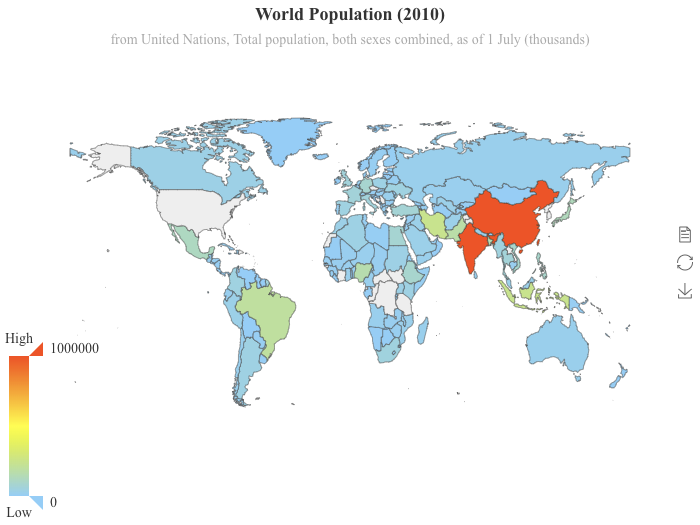 World Population (2010)
from United Nations, Total population, both sexes combined, as of 1 July (thousands)
High
1000000
0
Low